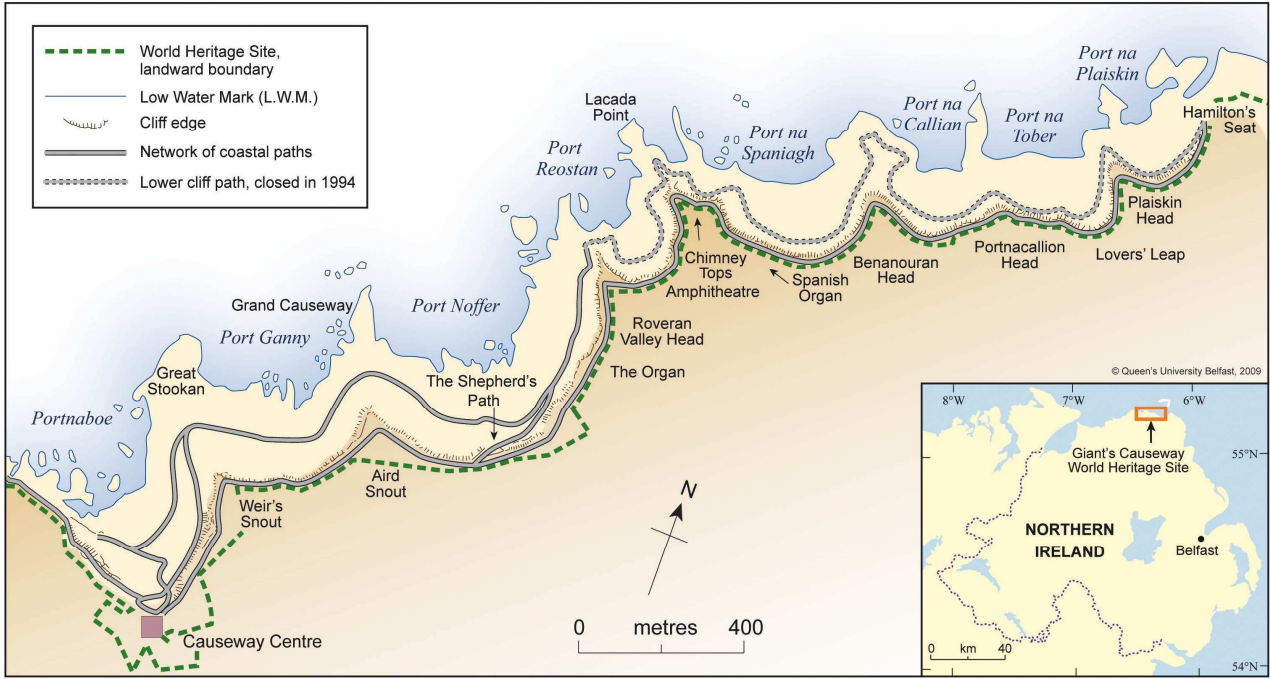 World Heritage Site,
landward boundary
Low Water Mark (L.W.M.)
Cliff edge
Network of coastal paths
Lower cliff path, closed in 1994
Port na
Plaiskin
Hamilton's
Seat
Lacada
Point
Port na
Callian
Port na
Tober
Port na
Spaniagh
Port
Reostan
Plaiskin
Head
Lovers' Leap
Portnacallion
Head
Benanouran
Head
Spanish
Organ
Chimney
Tops
Amphitheatre
Grand Causeway
Port Noffer
Port Ganny
Roveran
Valley Head
The Organ
Great
Stookan
The Shepherd's
Path
Portnaboe
Aird
Snout
Weir's
Snout
N
0 metres 400
Causeway Centre
© Queen's University Belfast, 2009
8°W 7°W 6°W
Giant's Causeway
World Heritage Site
55°N
NORTHERN
IRELAND
Belfast
0 km 40
54°N